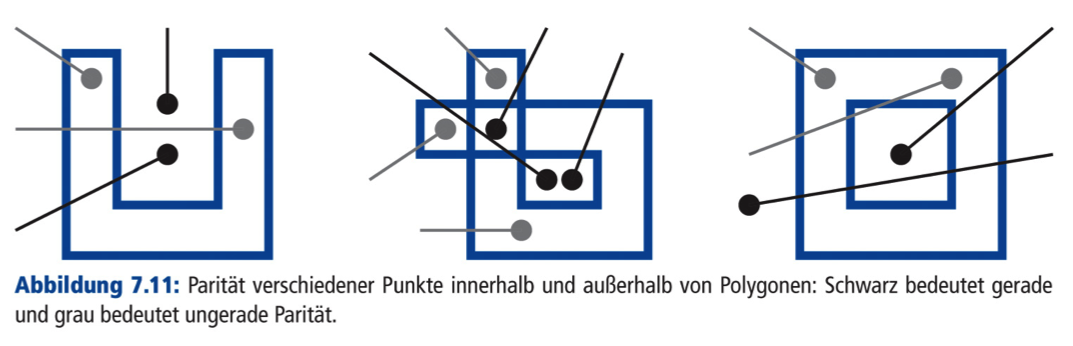 Abbildung 7.11: Parität verschiedener Punkte innerhalb und außerhalb von Polygonen: Schwarz bedeutet gerade
und grau bedeutet ungerade Parität.